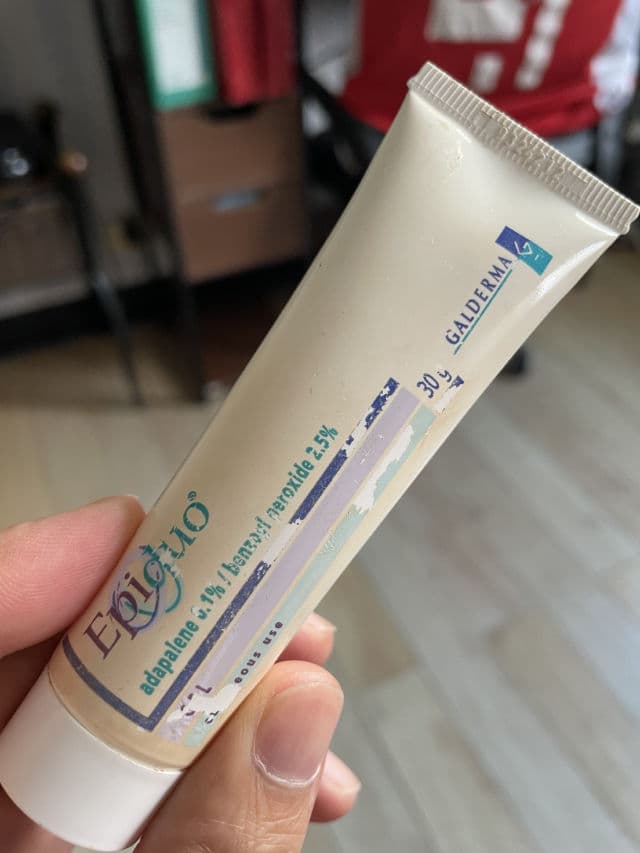 Epiduo®
adapalene 0.1% / benzoyl peroxide 2.5%
30 g
GALDERMA